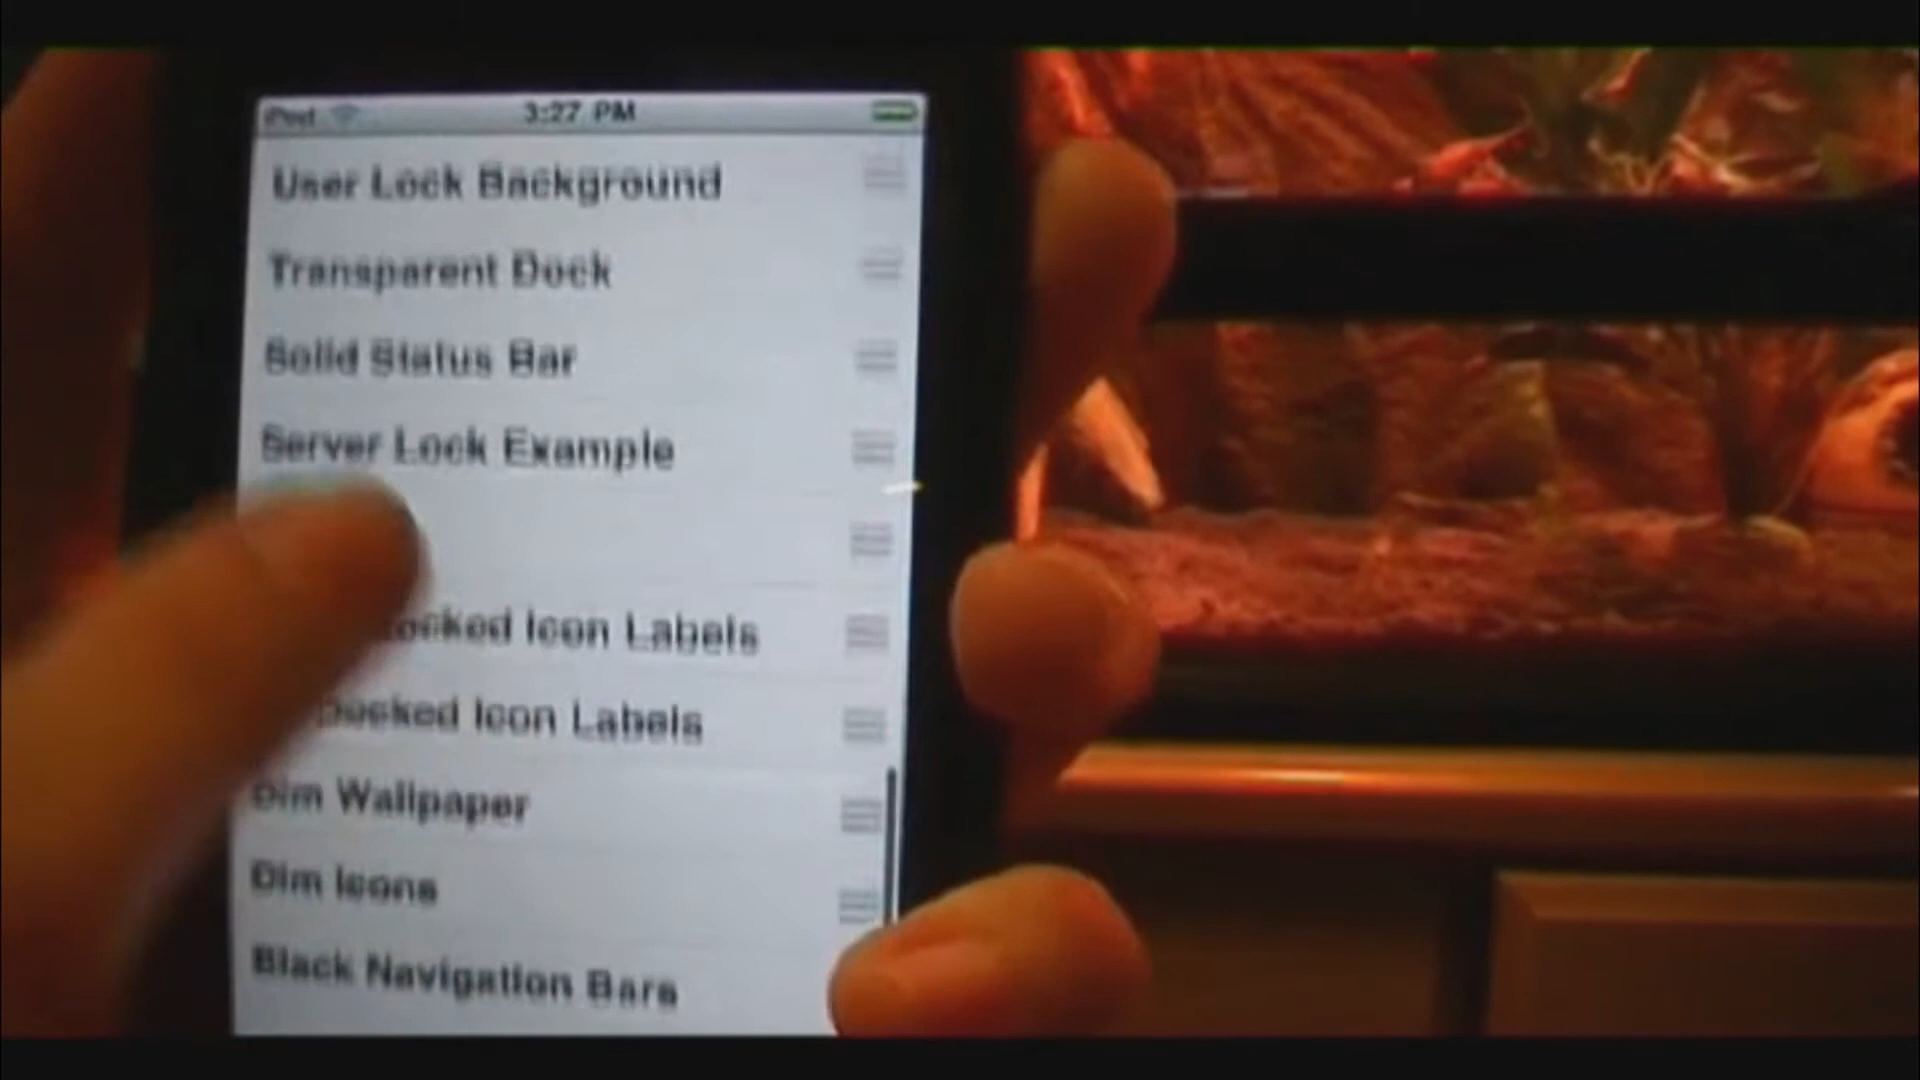 iPod 3:27 PM
User Lock Background
Transparent Dock
Solid Status Bar
Server Lock Example
Icon Labels
Icon Labels
Dim Wallpaper
Dim Icons
Black Navigation Bars